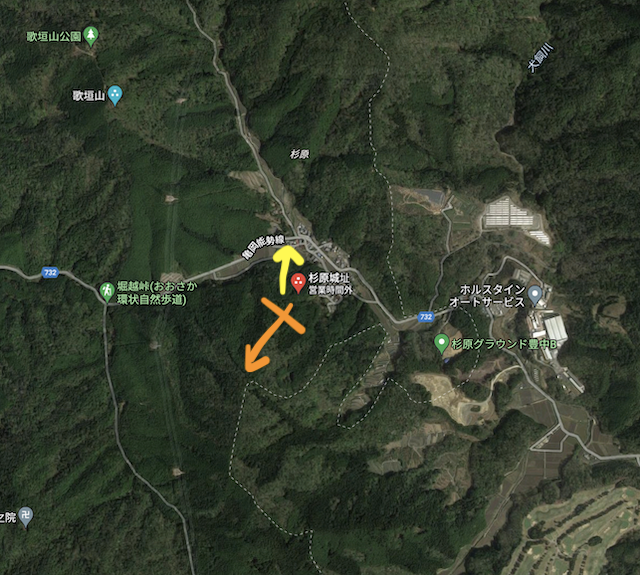 歌垣山公園
犬飼川
歌垣山
杉原
亀岡能勢線
732
杉原城址
営業時間外
堀越峠(おおさか
環状自然歩道)
ホルスタイン
オートサービス
732
杉原グラウンド豊中B
之院